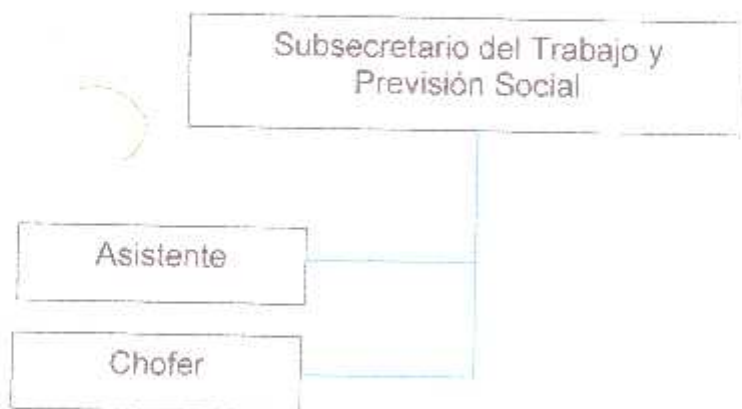 Subsecretario del Trabajo y
Previsión Social
Asistente
Chofer